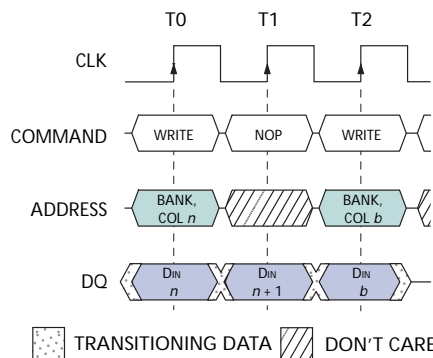 T0 T1 T2
CLK
COMMAND WRITE NOP WRITE
ADDRESS BANK, COL n BANK, COL b
DQ DIN n DIN n + 1 DIN b
TRANSITIONING DATA DON'T CARE